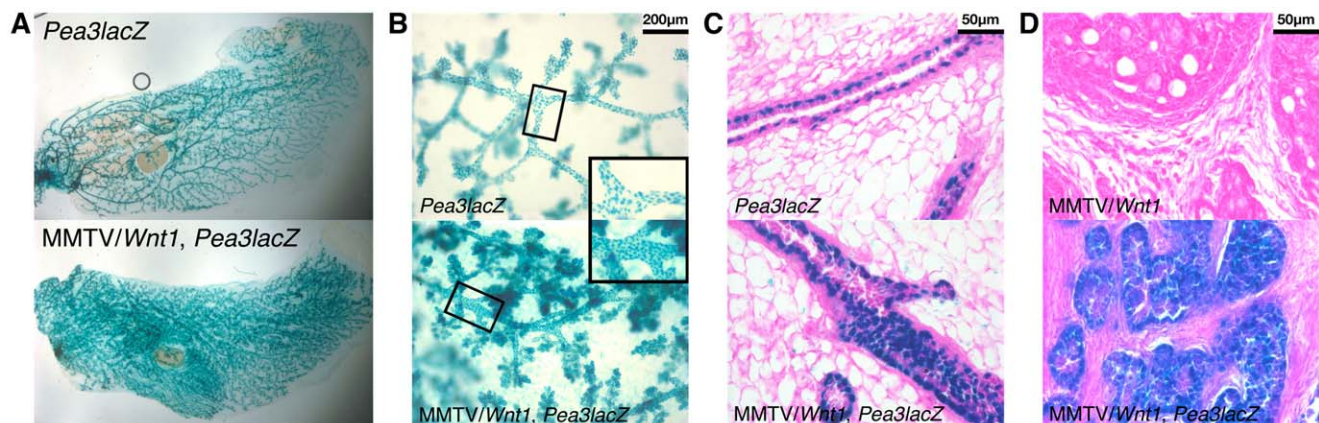 A
Pea3lacZ
MMTV/Wnt1, Pea3lacZ
B
200µm
Pea3lacZ
MMTV/Wnt1, Pea3lacZ
C
50µm
Pea3lacZ
MMTV/Wnt1, Pea3lacZ
D
50µm
MMTV/Wnt1
MMTV/Wnt1, Pea3lacZ